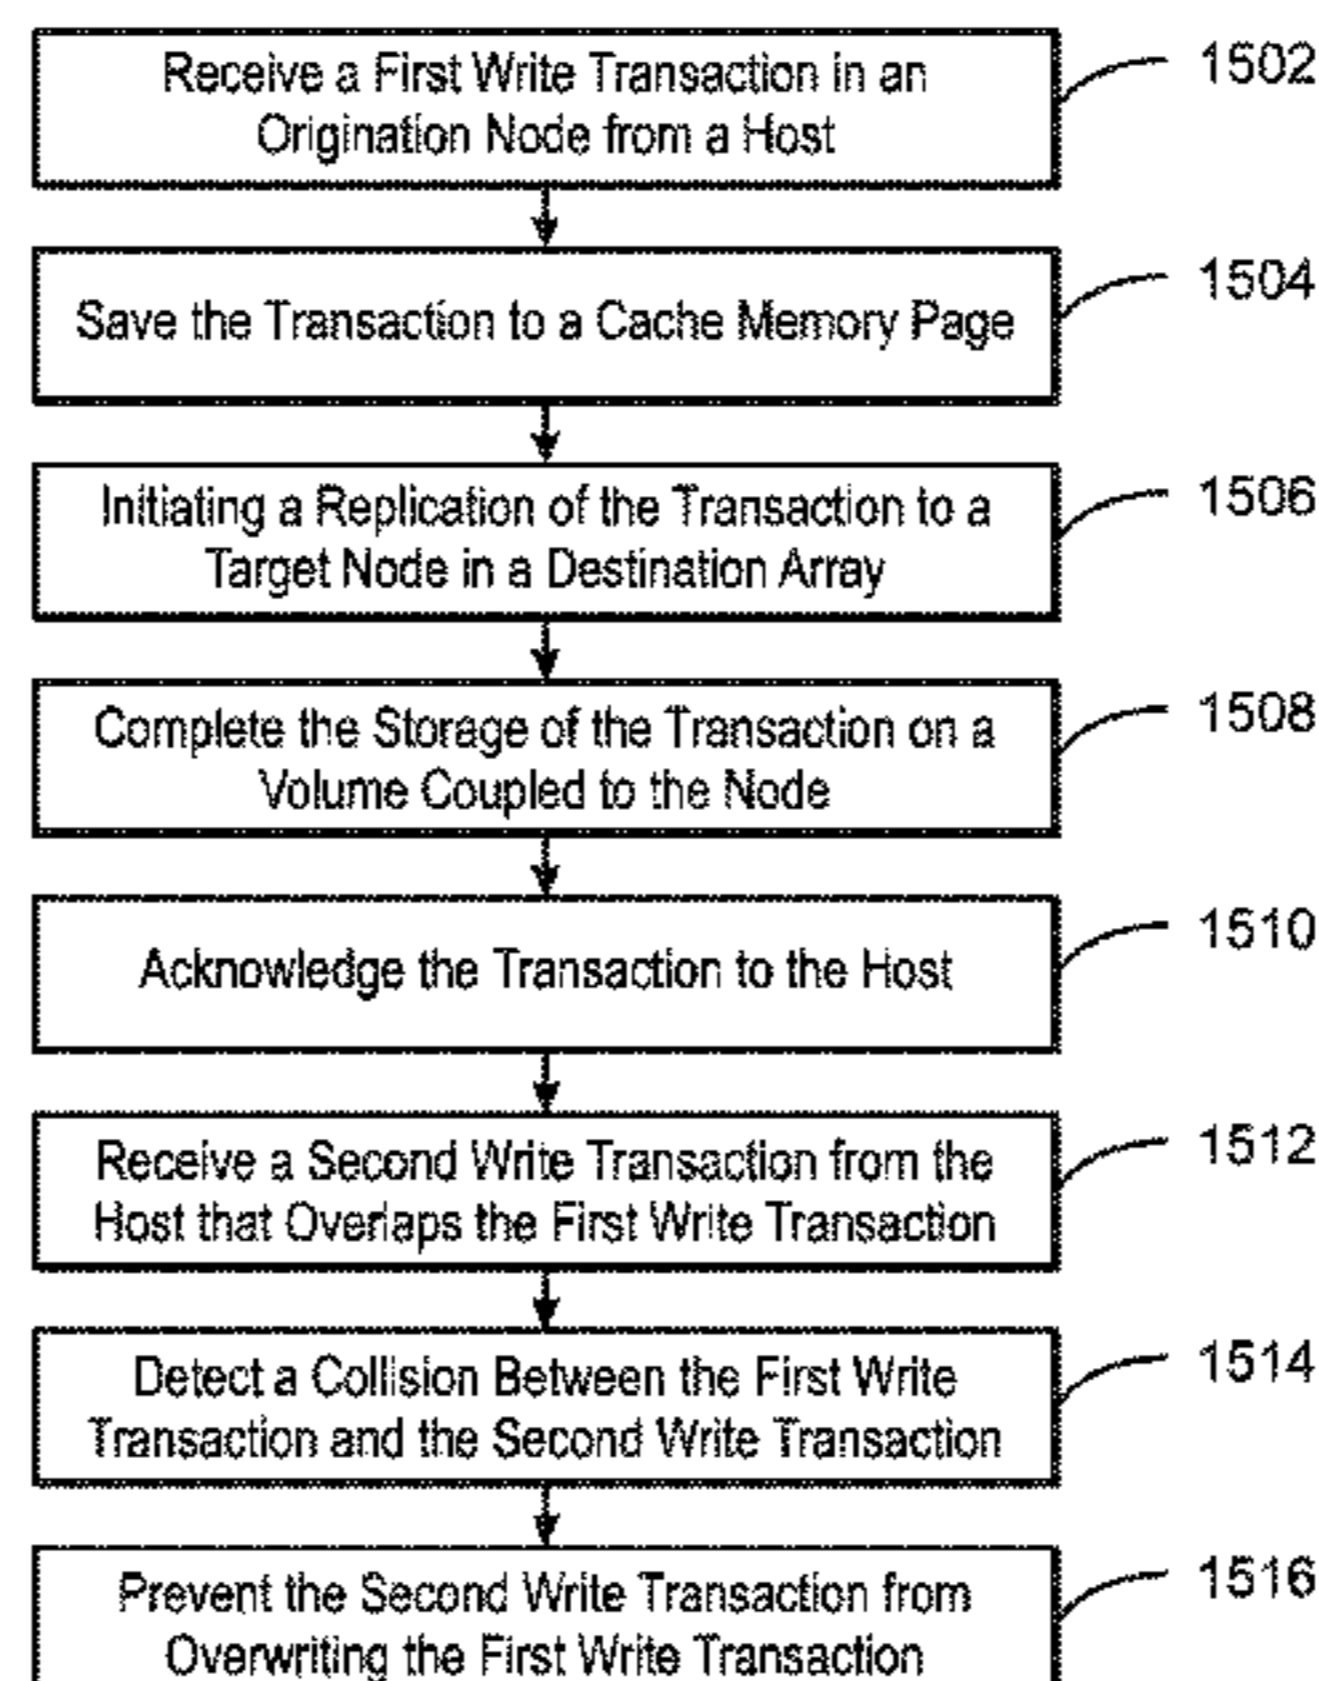 Receive a First Write Transaction in an
Origination Node from a Host
1502
Save the Transaction to a Cache Memory Page
1504
Initiating a Replication of the Transaction to a
Target Node in a Destination Array
1506
Complete the Storage of the Transaction on a
Volume Coupled to the Node
1508
Acknowledge the Transaction to the Host
1510
Receive a Second Write Transaction from the
Host that Overlaps the First Write Transaction
1512
Detect a Collision Between the First Write
Transaction and the Second Write Transaction
1514
Prevent the Second Write Transaction from
Overwriting the First Write Transaction
1516